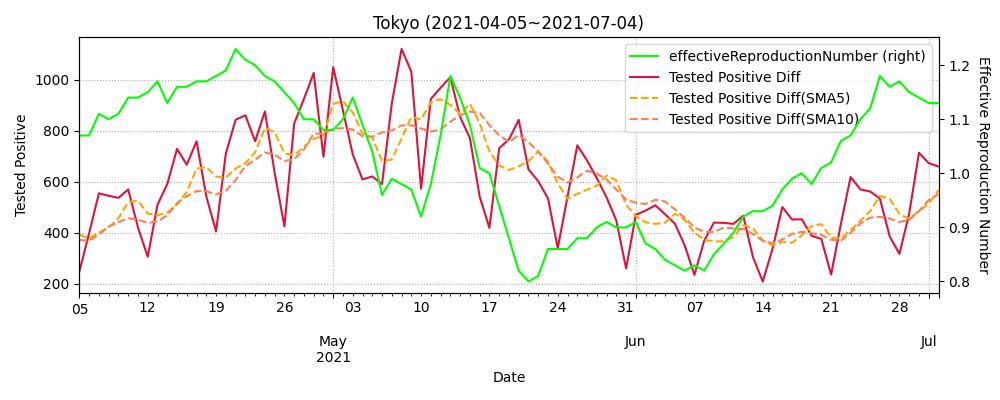 Tokyo (2021-04-05~2021-07-04)
effectiveReproductionNumber (right)
Tested Positive Diff
Tested Positive Diff(SMA5)
Tested Positive Diff(SMA10)
Tested Positive
1000
800
600
400
200
1.2
1.1
1.0
0.9
0.8
Effective Reproduction Number
05 12 19 26 03 10 17 24 31 07 14 21 28
May Jun Jul
2021
Date